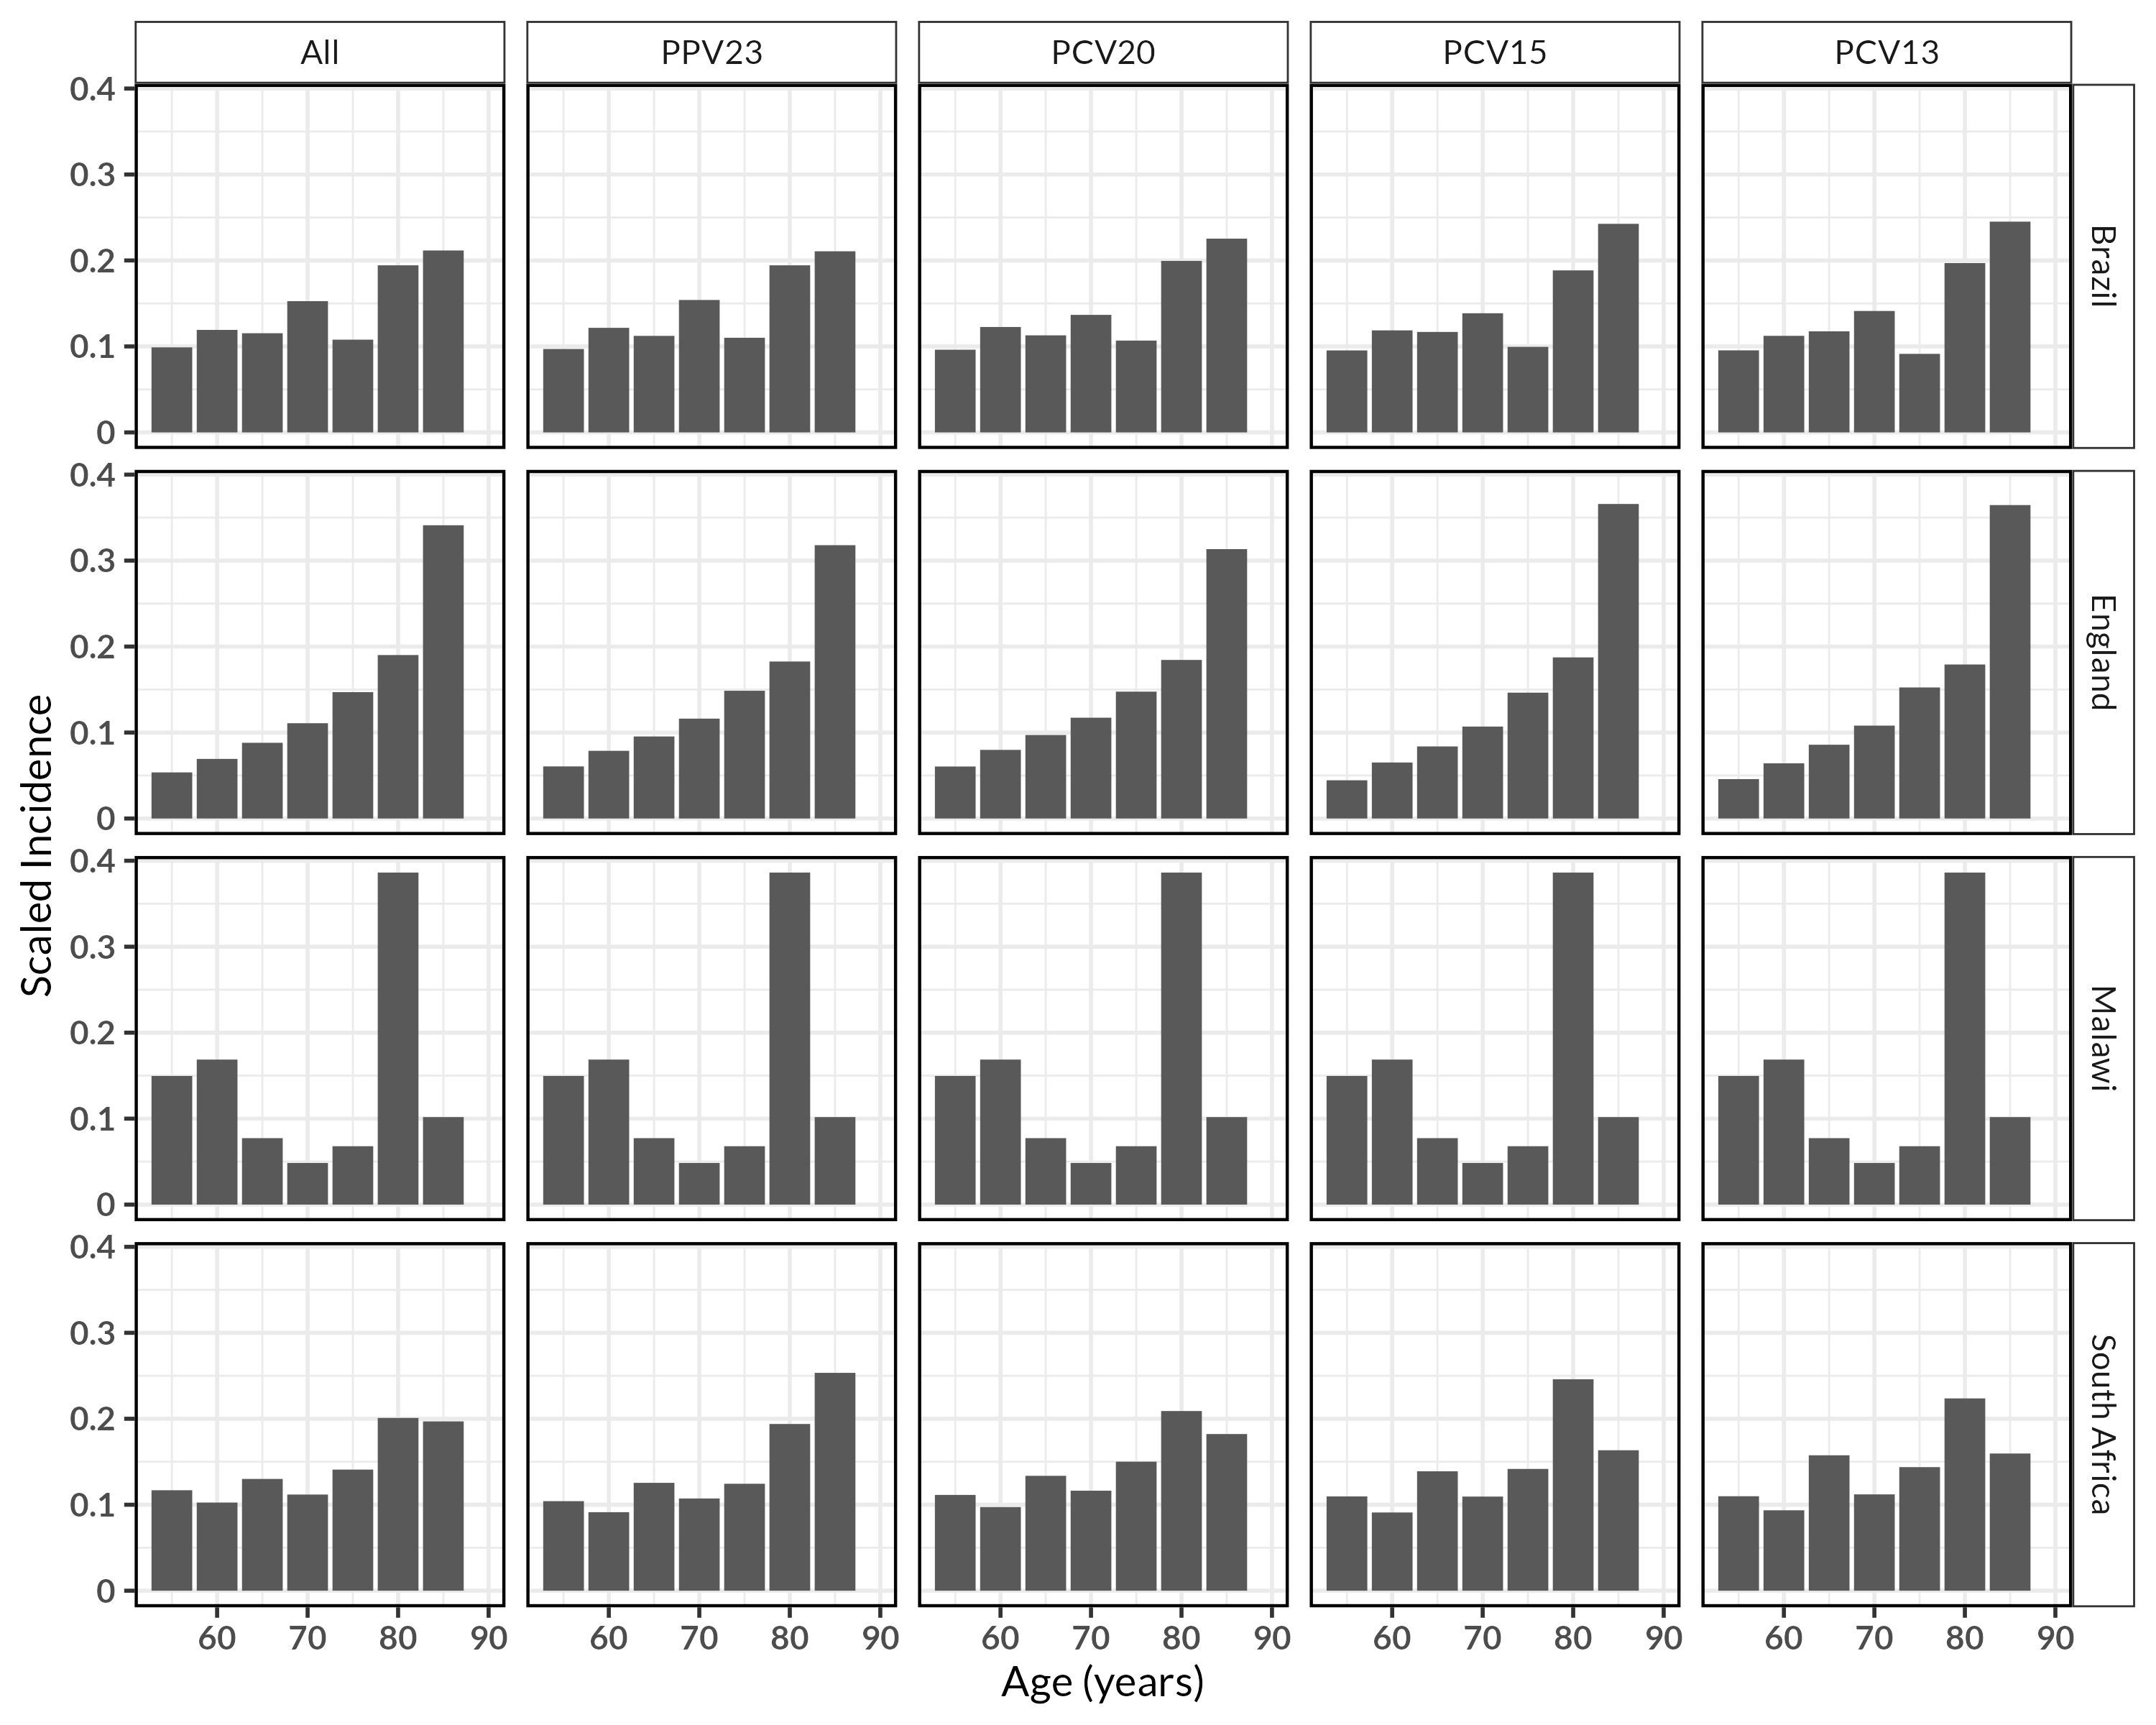 All PPV23 PCV20 PCV15 PCV13
0.4
0.3
0.2
0.1
0
Brazil
0.4
0.3
0.2
0.1
0
England
0.4
0.3
0.2
0.1
0
Malawi
0.4
0.3
0.2
0.1
0
South Africa
Scaled Incidence
60 70 80 90 60 70 80 90 60 70 80 90 60 70 80 90 60 70 80 90
Age (years)